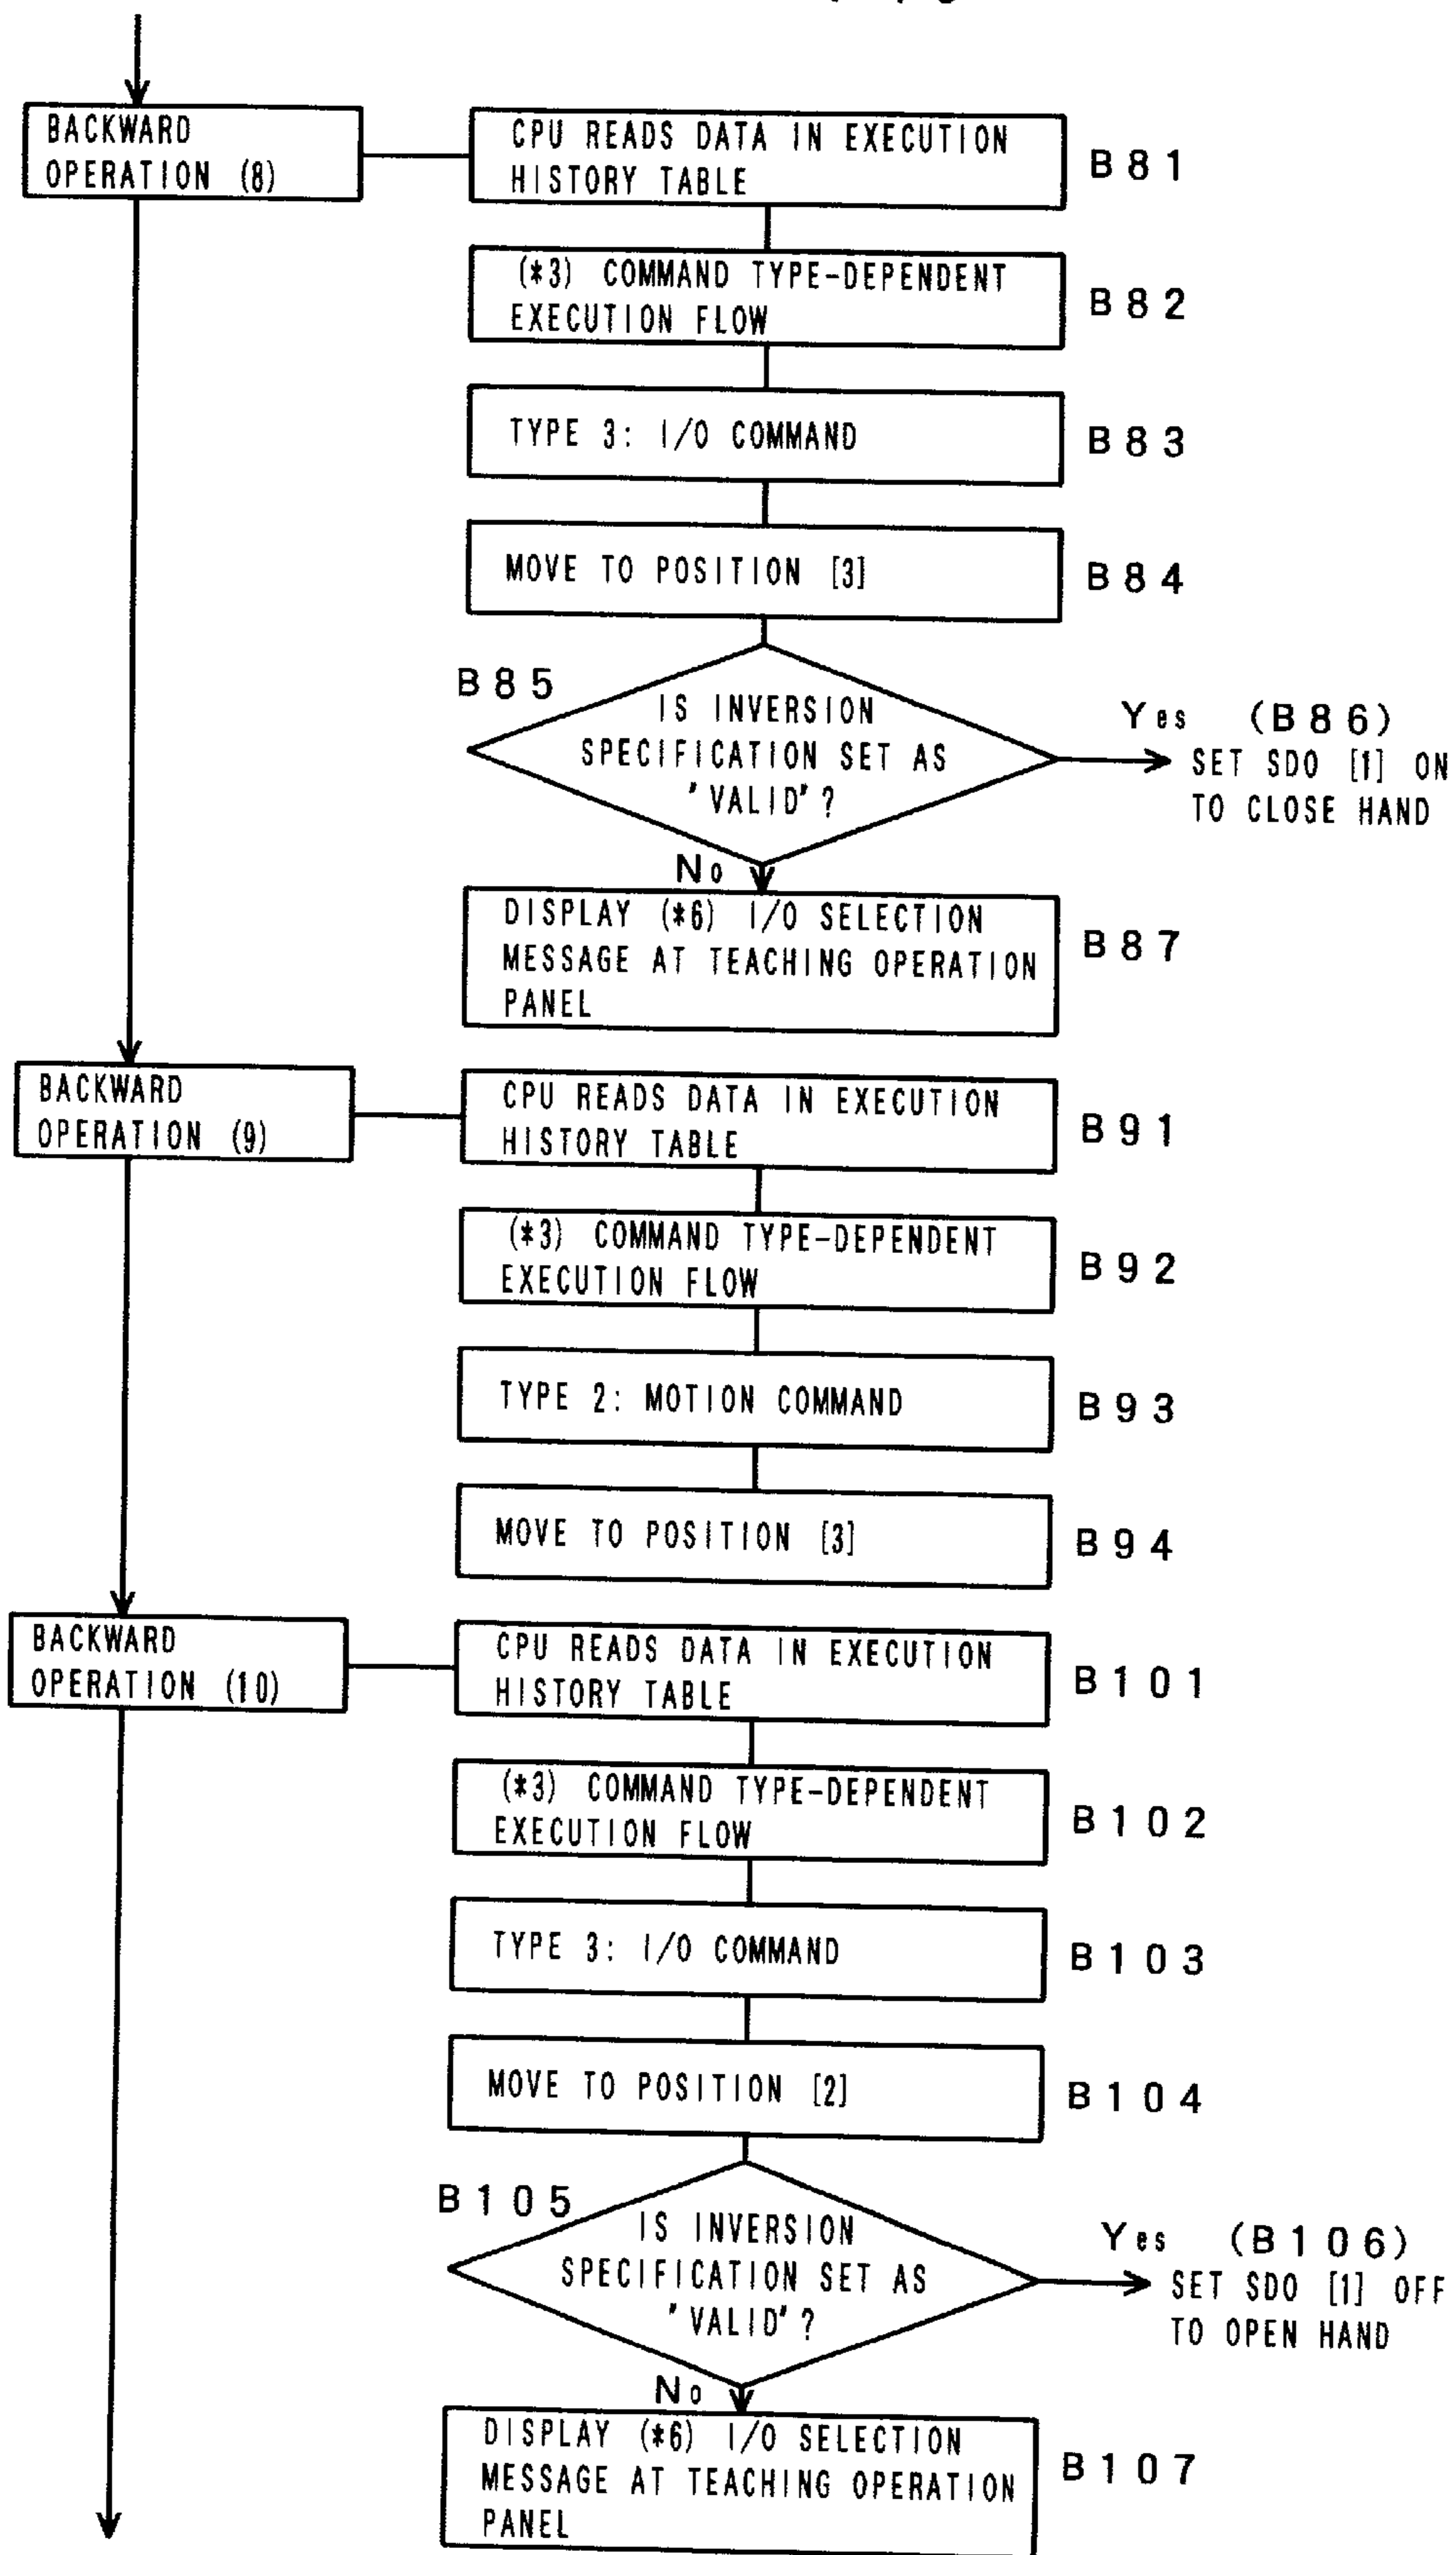 BACKWARD
OPERATION (8)
CPU READS DATA IN EXECUTION
HISTORY TABLE
B81
(*3) COMMAND TYPE-DEPENDENT
EXECUTION FLOW
B82
TYPE 3: I/O COMMAND
B83
MOVE TO POSITION [3]
B84
B85
IS INVERSION
SPECIFICATION SET AS
"VALID"?
Yes (B86)
SET SDO [1] ON
TO CLOSE HAND
No
DISPLAY (*6) I/O SELECTION
MESSAGE AT TEACHING OPERATION
PANEL
B87
BACKWARD
OPERATION (9)
CPU READS DATA IN EXECUTION
HISTORY TABLE
B91
(*3) COMMAND TYPE-DEPENDENT
EXECUTION FLOW
B92
TYPE 2: MOTION COMMAND
B93
MOVE TO POSITION [3]
B94
BACKWARD
OPERATION (10)
CPU READS DATA IN EXECUTION
HISTORY TABLE
B101
(*3) COMMAND TYPE-DEPENDENT
EXECUTION FLOW
B102
TYPE 3: I/O COMMAND
B103
MOVE TO POSITION [2]
B104
B105
IS INVERSION
SPECIFICATION SET AS
"VALID"?
Yes (B106)
SET SDO [1] OFF
TO OPEN HAND
No
DISPLAY (*6) I/O SELECTION
MESSAGE AT TEACHING OPERATION
PANEL
B107